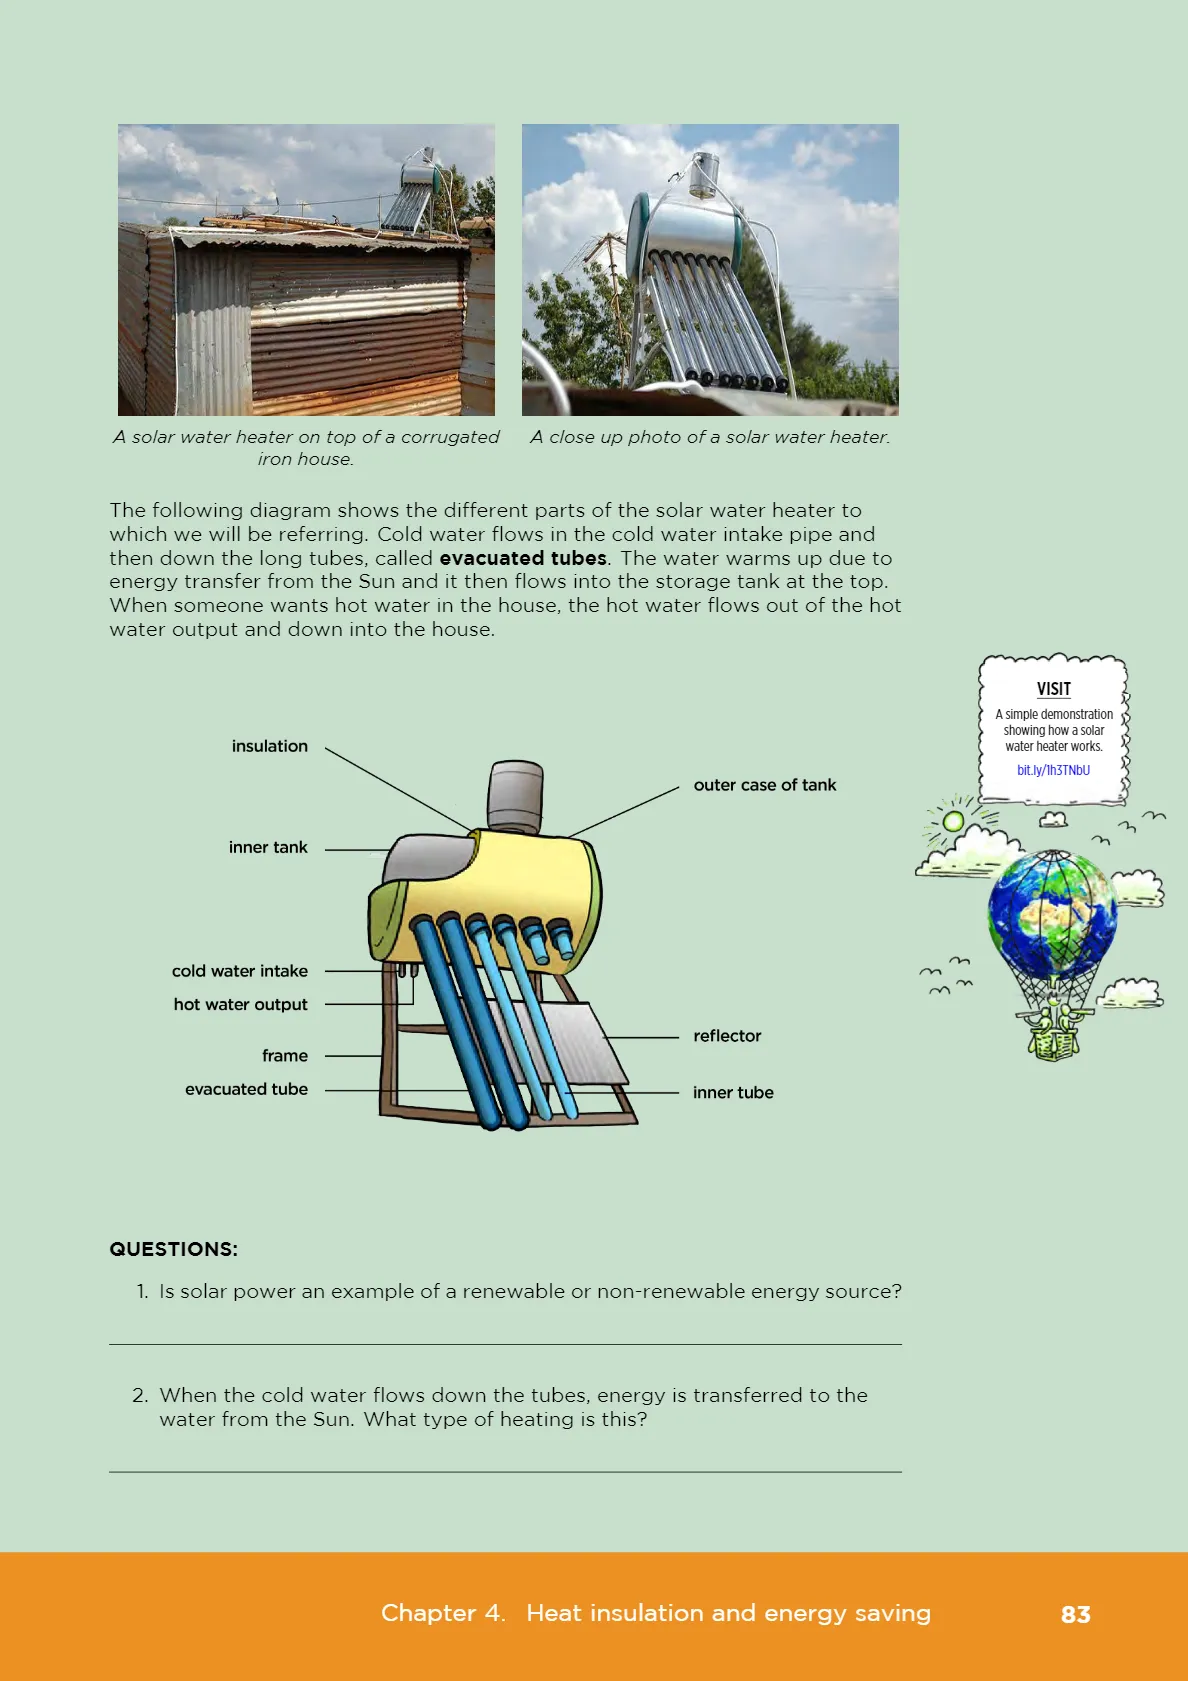 A solar water heater on top of a corrugated
iron house.
A close up photo of a solar water heater.
The following diagram shows the different parts of the solar water heater to
which we will be referring. Cold water flows in the cold water intake pipe and
then down the long tubes, called evacuated tubes. The water warms up due to
energy transfer from the Sun and it then flows into the storage tank at the top.
When someone wants hot water in the house, the hot water flows out of the hot
water output and down into the house.
VISIT
A simple demonstration
showing how a solar
water heater works.
bit.ly/1h3TNbU
insulation
outer case of tank
inner tank
cold water intake
hot water output
frame
evacuated tube
reflector
inner tube
QUESTIONS:
1. Is solar power an example of a renewable or non-renewable energy source?
2. When the cold water flows down the tubes, energy is transferred to the
water from the Sun. What type of heating is this?
Chapter 4. Heat insulation and energy saving
83